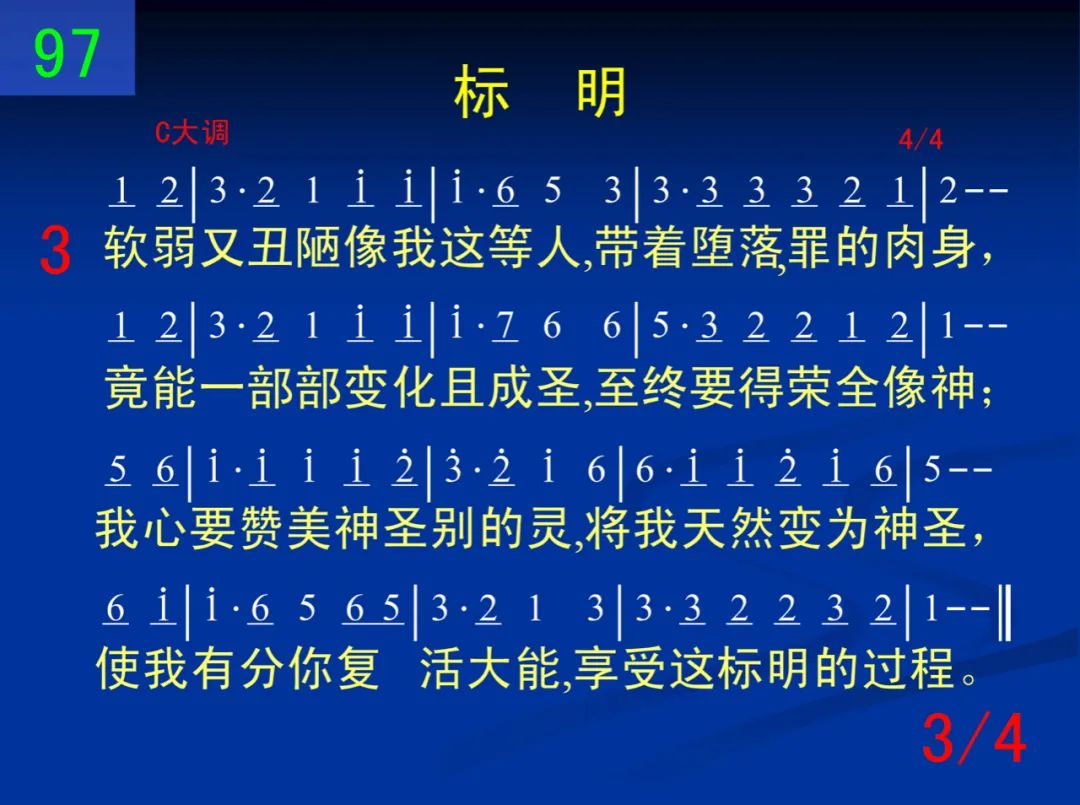 97
标 明
C大调
4/4
1 2|3·2 1 i̇ i̇|i̇·6 5 3|3·3 3 3 2 1|2--
3
软弱又丑陋像我这等人,带着堕落,罪的肉身，
1 2|3·2 1 i̇ i̇|i̇·7 6 6|5·3 2 2 1 2|1--
竟能一部部变化且成圣,至终要得荣全像神；
5 6|i̇·i̇ i̇ i̇ 2̇|3̇·2̇ i̇ 6|6·i̇ i̇ 2̇ i̇ 6|5--
我心要赞美神圣别的灵,将我天然变为神圣，
6 i̇|i̇·6 5 6 5|3·2 1 3|3·3 2 2 3 2|1--‖
使我有分你复 活大能,享受这标明的过程。
3/4